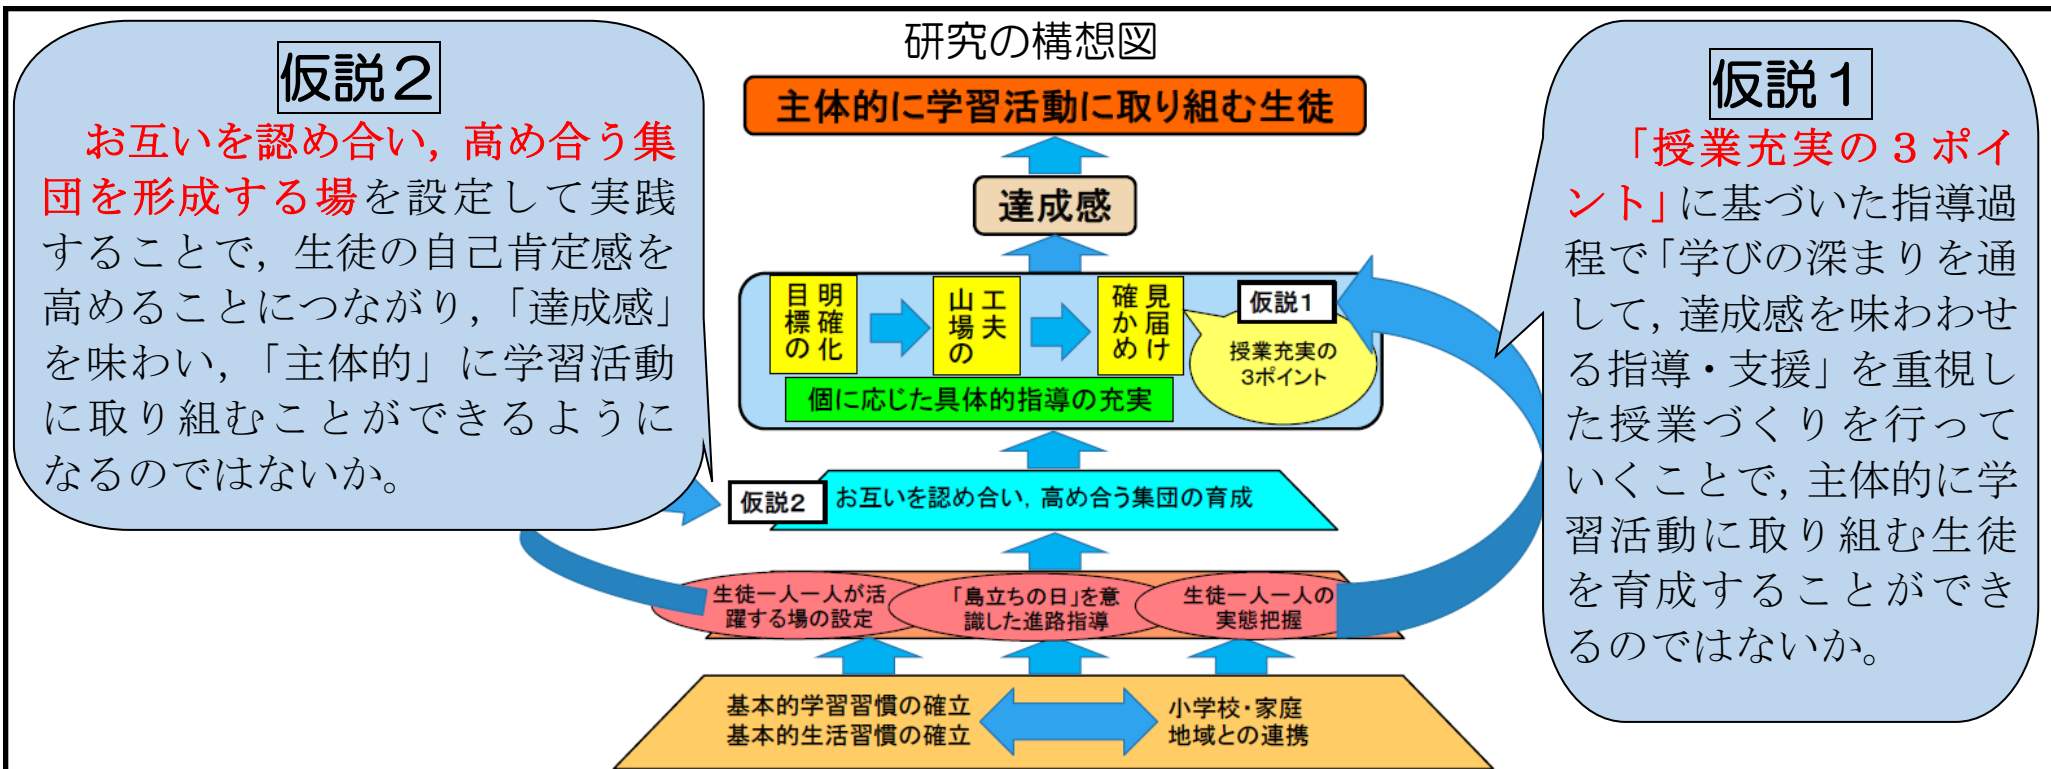 研究の構想図
仮説２
お互いを認め合い，高め合う集
団を形成する場を設定して実践
することで，生徒の自己肯定感を
高めることにつながり，「達成感」
を味わい，「主体的」に学習活動
に取り組むことができるように
なるのではないか。
主体的に学習活動に取り組む生徒
達成感
目標の
明確化
山場の
工夫
確かめ
見届け
仮説1
授業充実の
3ポイント
個に応じた具体的指導の充実
仮説2
お互いを認め合い，高め合う集団の育成
生徒一人一人が活
躍する場の設定
「島立ちの日」を意
識した進路指導
生徒一人一人の
実態把握
基本的学習習慣の確立
基本的生活習慣の確立
小学校・家庭
地域との連携
仮説１
「授業充実の３ポイ
ント」に基づいた指導過
程で「学びの深まりを通
して，達成感を味わわせ
る指導・支援」を重視し
た授業づくりを行って
いくことで，主体的に学
習活動に取り組む生徒
を育成することができ
るのではないか。